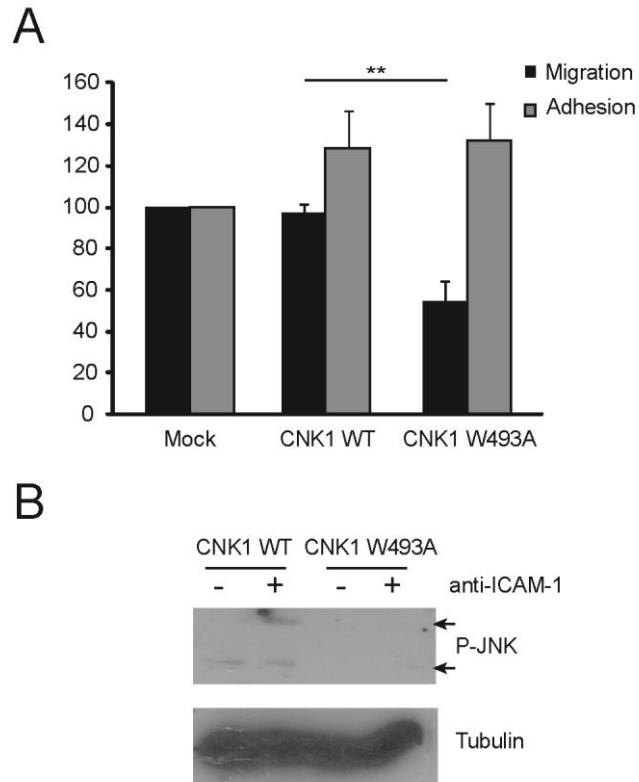 A
160
140
120
100
80
60
40
20
0
**
Migration
Adhesion
Mock CNK1 WT CNK1 W493A
B
CNK1 WT CNK1 W493A
- + - + anti-ICAM-1
P-JNK
Tubulin